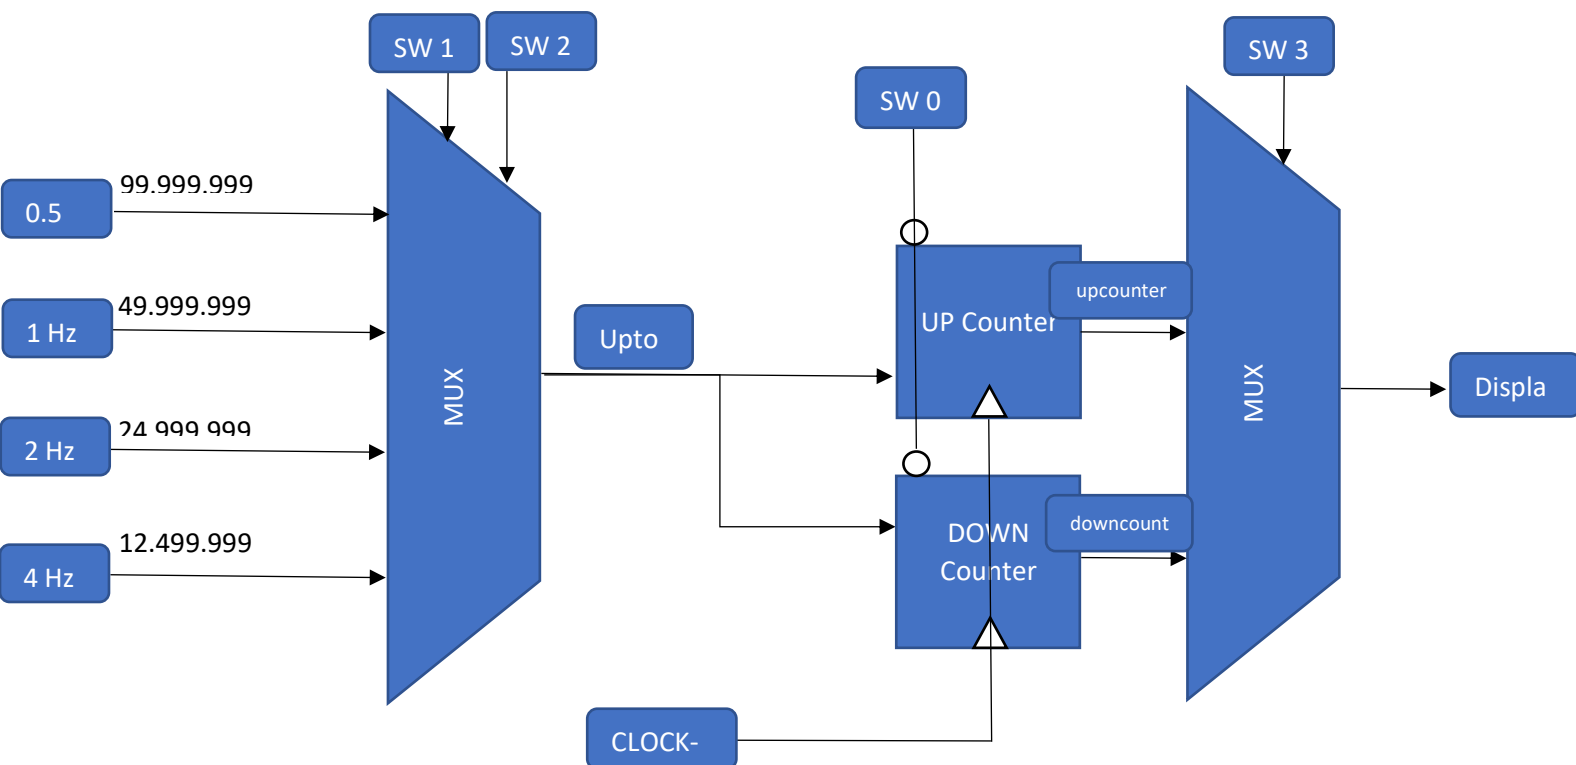 SW 1
SW 2
SW 3
SW 0
99.999.999
0.5
49.999.999
1 Hz
24.999.999
2 Hz
12.499.999
4 Hz
MUX
Upto
UP Counter
upcounter
DOWN
Counter
downcount
MUX
Displa
CLOCK-